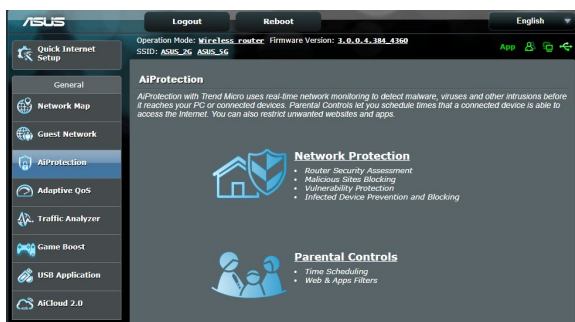 ASUS
Logout
Reboot
English
Quick Internet
Setup
Operation Mode: Wireless router Firmware Version: 3.0.0.4.384_4360
SSID: ASUS_2G ASUS_5G
App
General
Network Map
Guest Network
AiProtection
Adaptive QoS
Traffic Analyzer
Game Boost
USB Application
AiCloud 2.0
AiProtection
AiProtection with Trend Micro uses real-time network monitoring to detect malware, viruses and other intrusions before
it reaches your PC or connected devices. Parental Controls let you schedule times that a connected device is able to
access the Internet. You can also restrict unwanted websites and apps.
Network Protection
• Router Security Assessment
• Malicious Sites Blocking
• Vulnerability Protection
• Infected Device Prevention and Blocking
Parental Controls
• Time Scheduling
• Web & Apps Filters